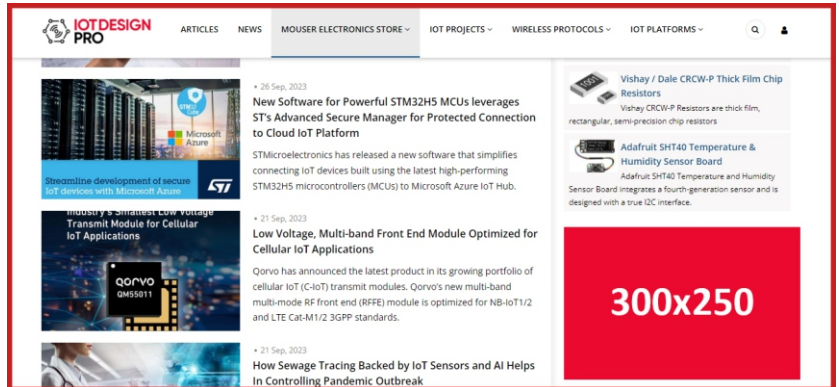 IOTDESIGN
PRO
ARTICLES
NEWS
MOUSER ELECTRONICS STORE
IOT PROJECTS
WIRELESS PROTOCOLS
IOT PLATFORMS
• 26 Sep, 2023
New Software for Powerful STM32H5 MCUs leverages
ST's Advanced Secure Manager for Protected Connection
to Cloud IoT Platform
STMicroelectronics has released a new software that simplifies
connecting IoT devices built using the latest high-performing
STM32H5 microcontrollers (MCUs) to Microsoft Azure IoT Hub.
Microsoft
Azure
Streamline development of secure
IoT devices with Microsoft Azure
• 21 Sep, 2023
Low Voltage, Multi-band Front End Module Optimized for
Cellular IoT Applications
Qorvo has announced the latest product in its growing portfolio of
cellular IoT (C-IoT) transmit modules. Qorvo's new multi-band
multi-mode RF front end (RFFE) module is optimized for NB-IoT1/2
and LTE Cat-M1/2 3GPP standards.
Industry's Smallest Low Voltage
Transmit Module for Cellular
IoT Applications
QORVO
QM55011
• 21 Sep, 2023
How Sewage Tracing Backed by IoT Sensors and AI Helps
In Controlling Pandemic Outbreak
Vishay / Dale CRCW-P Thick Film Chip
Resistors
Vishay CRCW-P Resistors are thick film,
rectangular, semi-precision chip resistors
Adafruit SHT40 Temperature &
Humidity Sensor Board
Adafruit SHT40 Temperature and Humidity
Sensor Board integrates a fourth-generation sensor and is
designed with a true I2C interface.
300x250